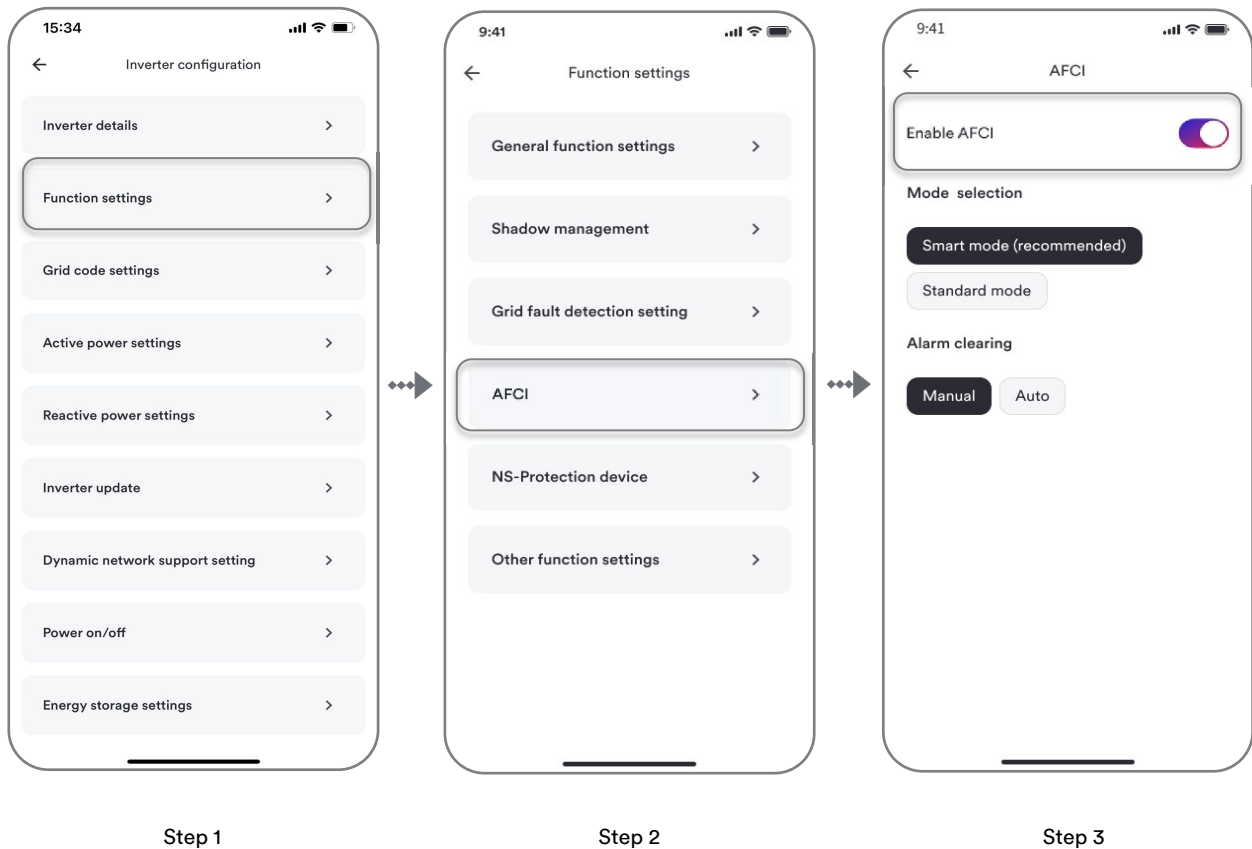 15:34
Inverter configuration
Inverter details
Function settings
Grid code settings
Active power settings
Reactive power settings
Inverter update
Dynamic network support setting
Power on/off
Energy storage settings
Step 1
9:41
Function settings
General function settings
Shadow management
Grid fault detection setting
AFCI
NS-Protection device
Other function settings
Step 2
9:41
AFCI
Enable AFCI
Mode selection
Smart mode (recommended)
Standard mode
Alarm clearing
Manual Auto
Step 3